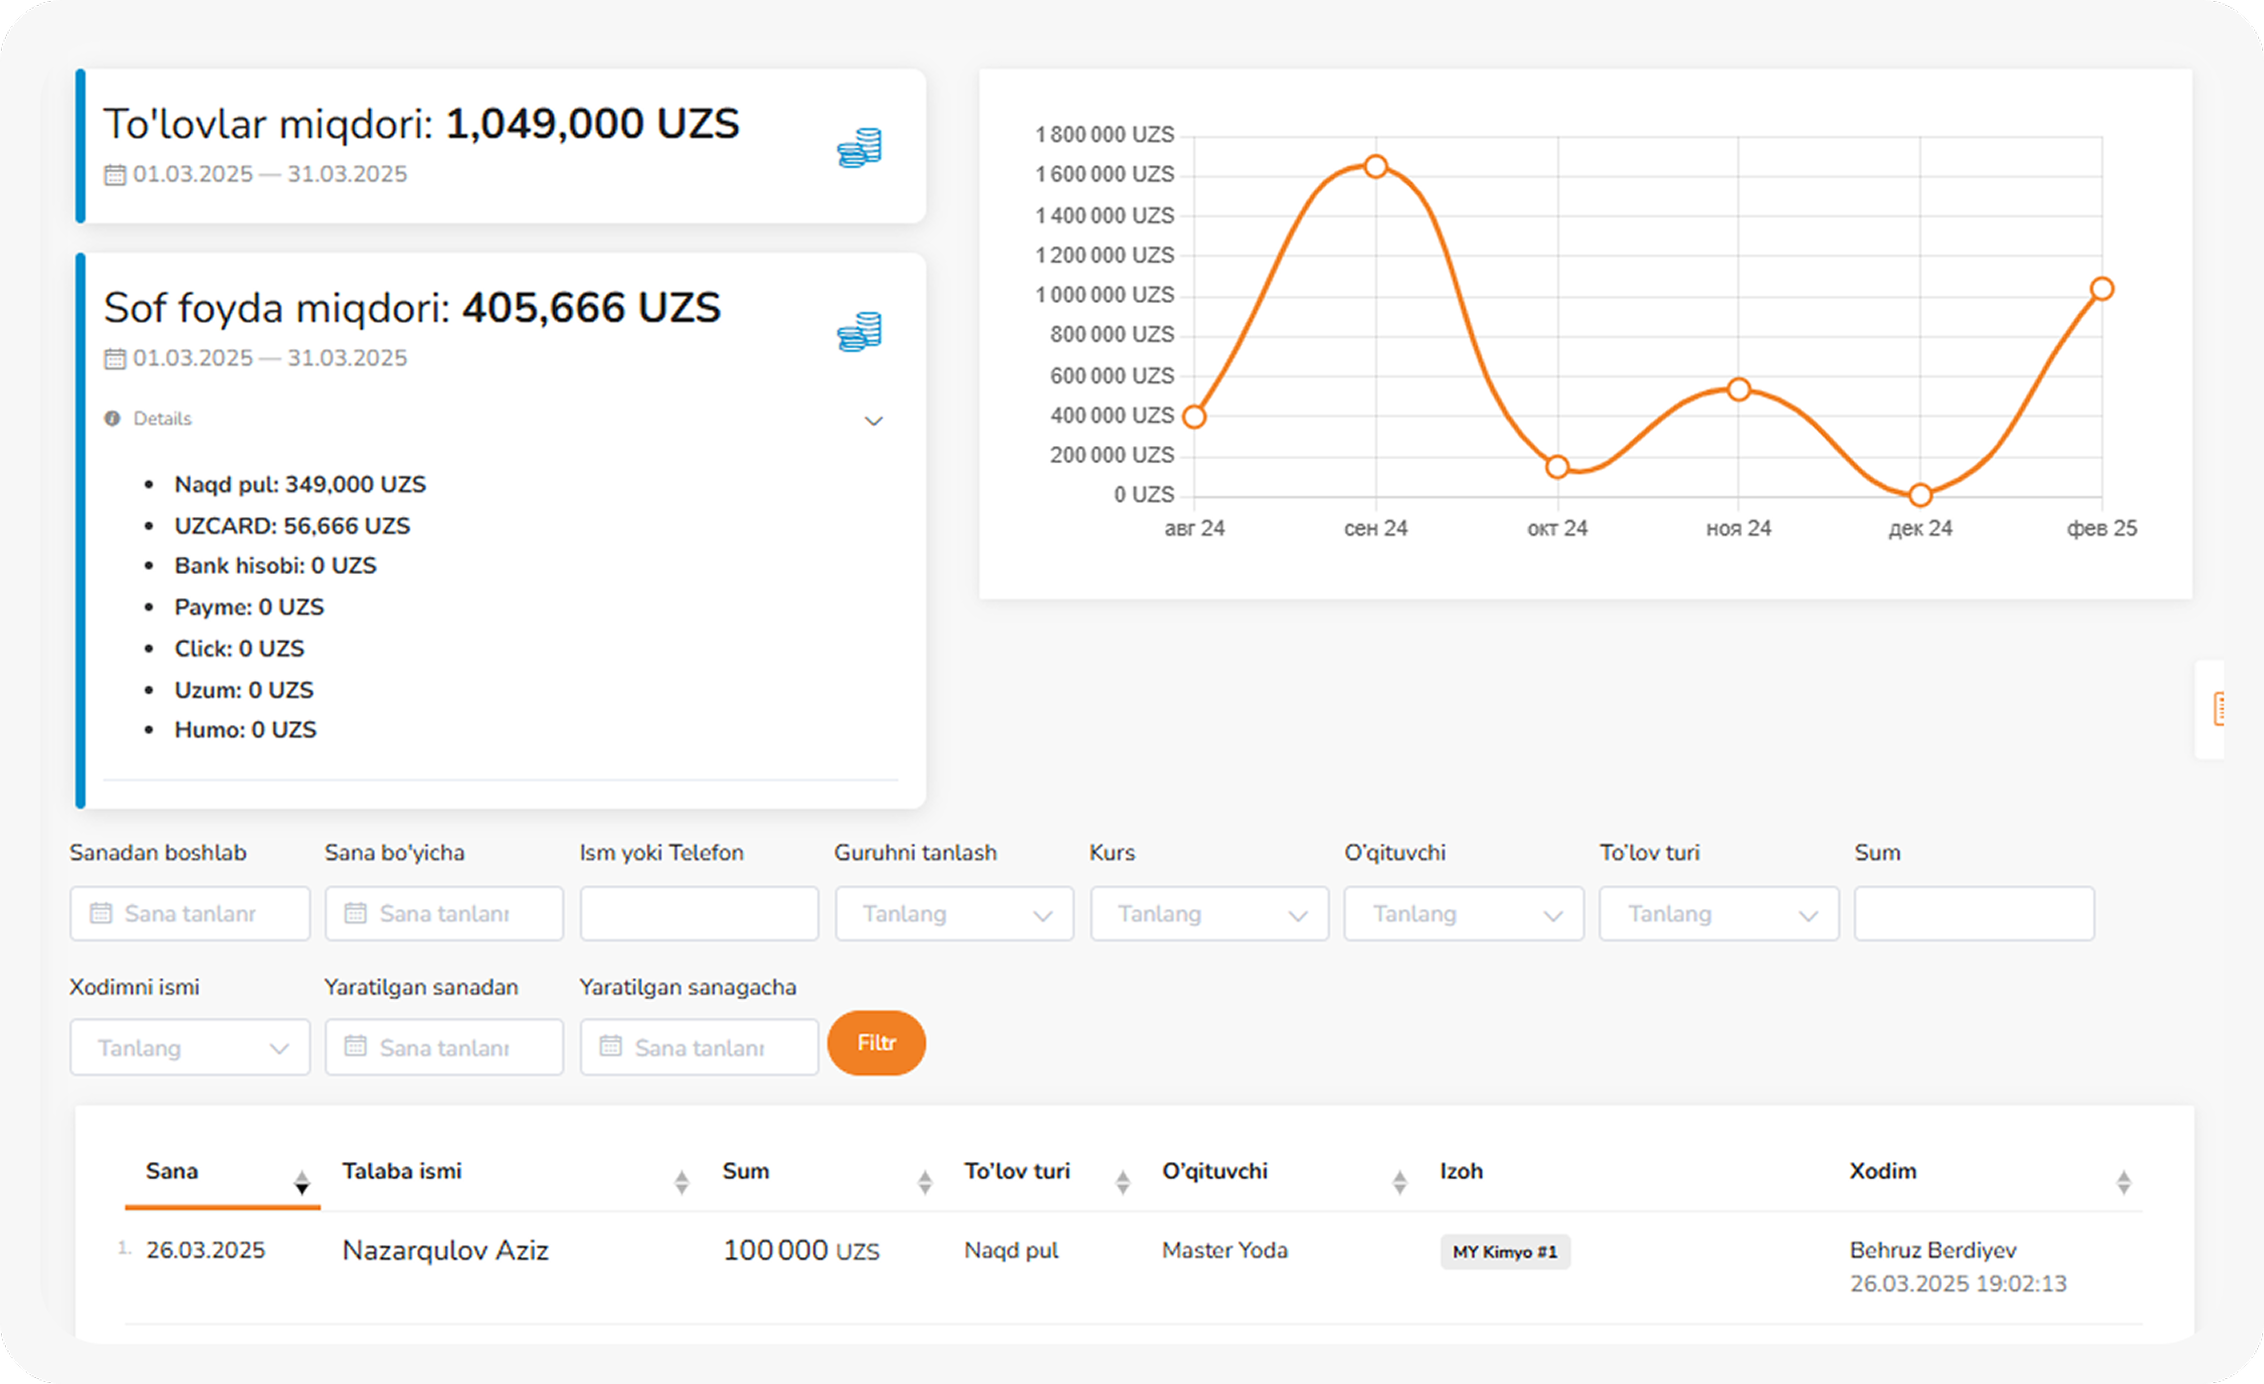 To'lovlar miqdori: 1,049,000 UZS
01.03.2025 — 31.03.2025
Sof foyda miqdori: 405,666 UZS
01.03.2025 — 31.03.2025
Details
• Naqd pul: 349,000 UZS
• UZCARD: 56,666 UZS
• Bank hisobi: 0 UZS
• Payme: 0 UZS
• Click: 0 UZS
• Uzum: 0 UZS
• Humo: 0 UZS
1 800 000 UZS
1 600 000 UZS
1 400 000 UZS
1 200 000 UZS
1 000 000 UZS
800 000 UZS
600 000 UZS
400 000 UZS
200 000 UZS
0 UZS
авг 24 сен 24 окт 24 ноя 24 дек 24 фев 25
Sanadan boshlab Sana bo'yicha Ism yoki Telefon Guruhni tanlash Kurs O'qituvchi To'lov turi Sum
Sana Sana Tanlang Tanlang Tanlang Tanlang
Xodimni ismi Yaratilgan sanadan Yaratilgan sanagacha
Tanlang Sana Sana Filtr
Sana Talaba ismi Sum To'lov turi O'qituvchi Izoh Xodim
1. 26.03.2025 Nazarqulov Aziz 100 000 UZS Naqd pul Master Yoda MY Kimyo #1 Behruz Berdiyev
26.03.2025 19:02:13